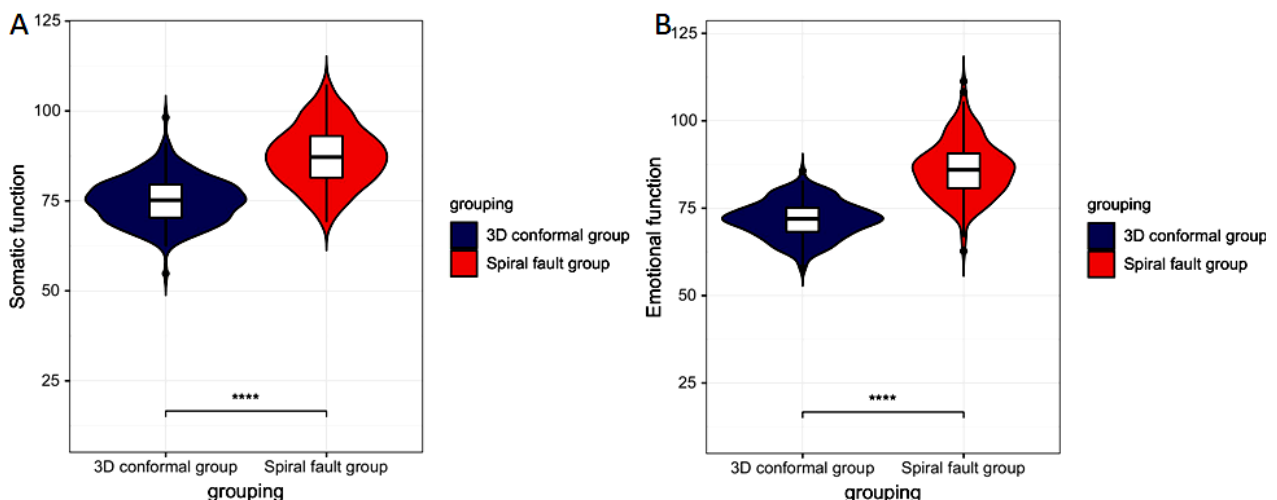 A
125
100
75
50
25
Somatic function
****
3D conformal group
Spiral fault group
grouping
grouping
3D conformal group
Spiral fault group
B
125
100
75
50
25
Emotional function
****
3D conformal group
Spiral fault group
grouping
grouping
3D conformal group
Spiral fault group